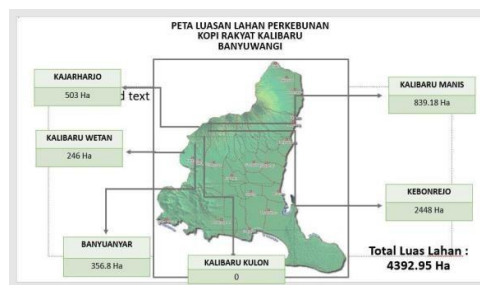 PETA LUASAN LAHAN PERKEBUNAN
KOPI RAKYAT KALIBARU
BANYUWANGI
KAJARHARJO
503 Ha
d text
KALIBARU MANIS
839.18 Ha
KALIBARU WETAN
246 Ha
KEBONREJO
2448 Ha
BANYUANYAR
356.8 Ha
KALIBARU KULON
0
Total Luas Lahan :
4392.95 Ha